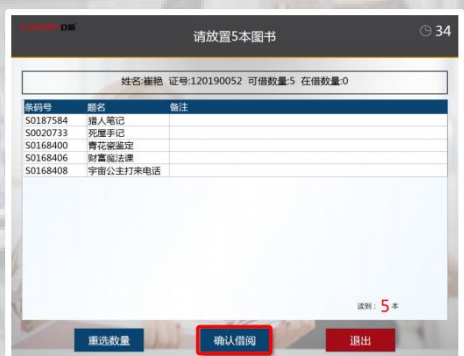 请放置5本图书
34
姓名:崔艳 证号:120190052 可借数量:5 在借数量:0
条码号 题名 备注
S0187584 猎人笔记
S0020733 死屋手记
S0168400 青花瓷鉴定
S0168406 财富魔法课
S0168408 宇宙公主打来电话
读到: 5 本
重选数量 确认借阅 退出